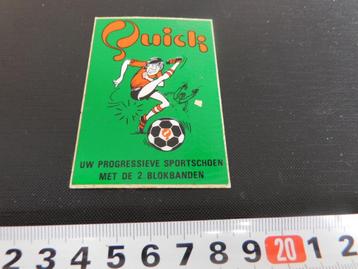 Quick
UW PROGRESSIEVE SPORTSCHOEN
MET DE 2 BLOKBANDEN
2 3 4 5 6 7 8 9 20 1 2